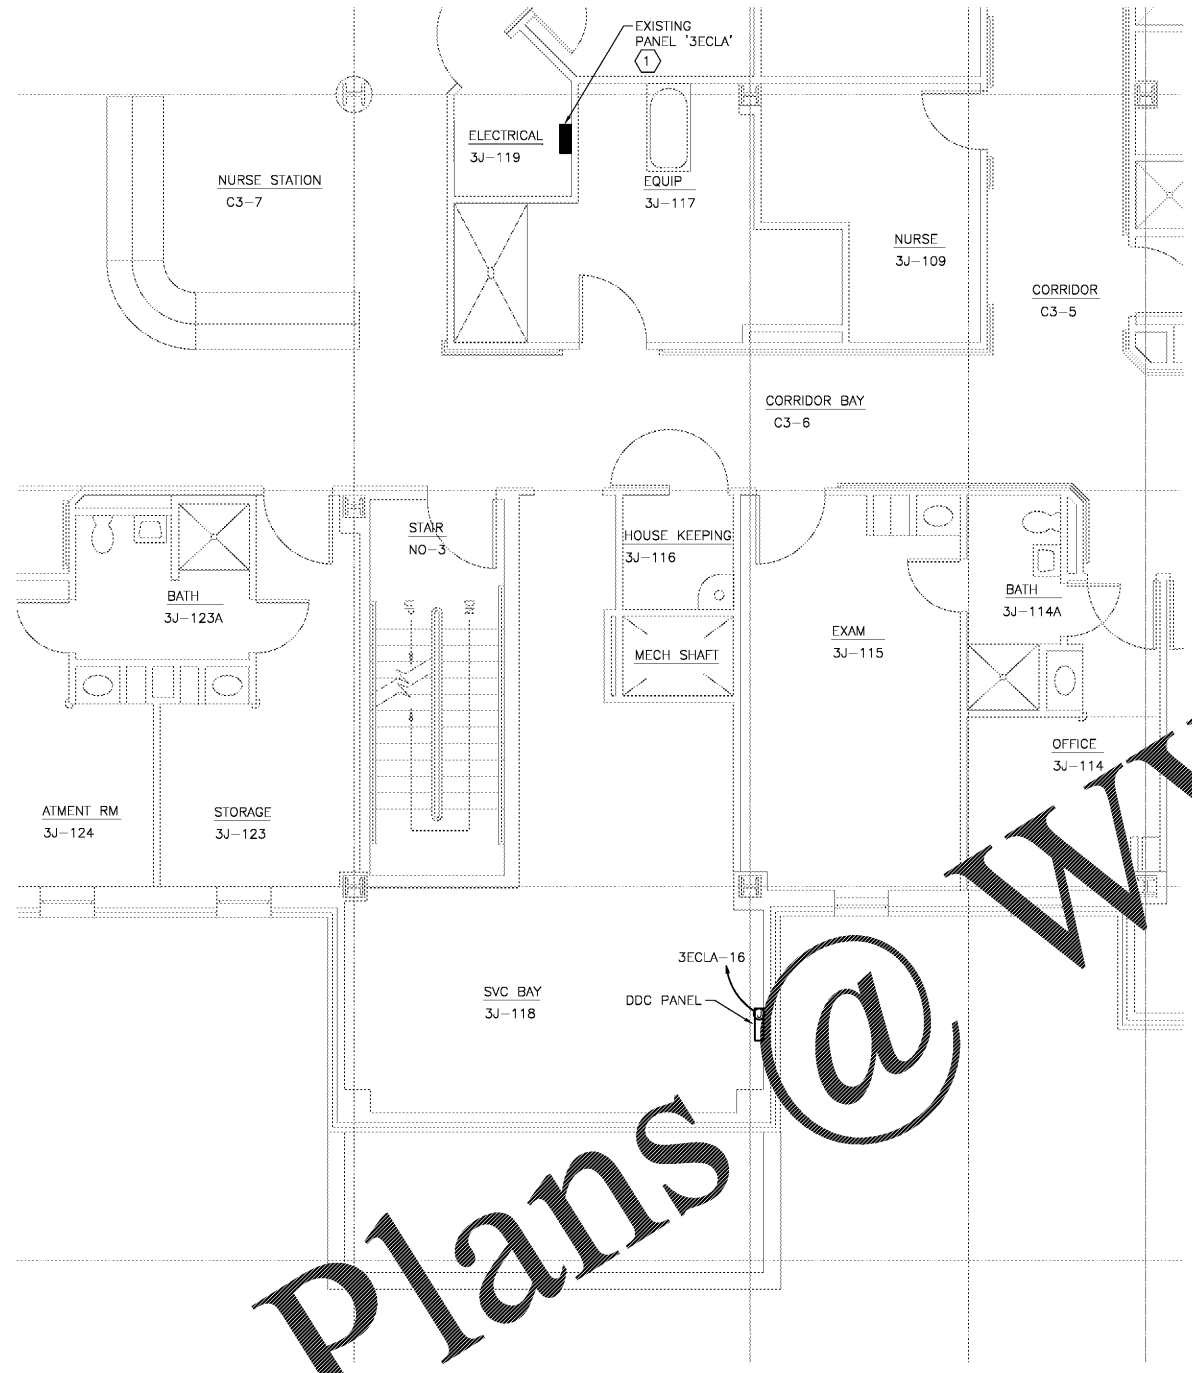 EXISTING
PANEL '3ECLA'
1
ELECTRICAL
3J-119
NURSE STATION
C3-7
EQUIP
3J-117
NURSE
3J-109
CORRIDOR
C3-5
CORRIDOR BAY
C3-6
STAIR
NO-3
HOUSE KEEPING
3J-116
BATH
3J-123A
BATH
3J-114A
EXAM
3J-115
MECH SHAFT
OFFICE
3J-114
ATMENT RM
3J-124
STORAGE
3J-123
3ECLA-16
SVC BAY
3J-118
DDC PANEL
Plans @